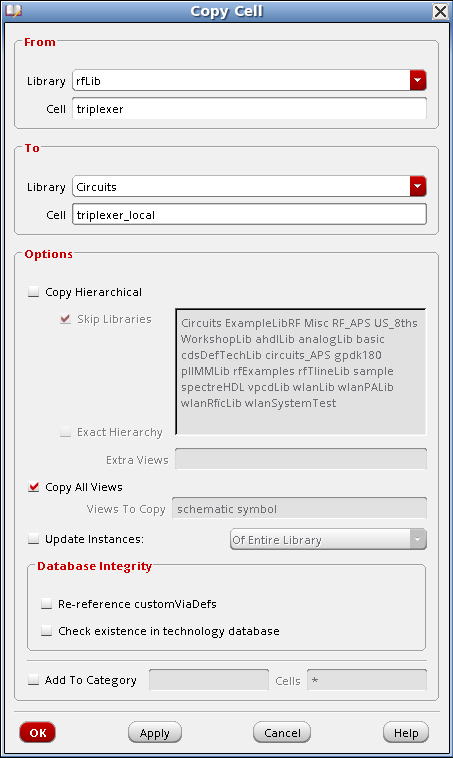 Copy Cell
From
Library rfLib
Cell triplexer
To
Library Circuits
Cell triplexer_local
Options
Copy Hierarchical
Skip Libraries
Circuits ExampleLibRF Misc RF_APS US_8ths
WorkshopLib ahdlLib analogLib basic
cdsDefTechLib circuits_APS gpdk180
pllMMLib rfExamples rfTlineLib sample
spectreHDL vpcdLib wlanLib wlanPALib
wlanRficLib wlanSystemTest
Exact Hierarchy
Extra Views
Copy All Views
Views To Copy schematic symbol
Update Instances: Of Entire Library
Database Integrity
Re-reference customViaDefs
Check existence in technology database
Add To Category Cells *
OK Apply Cancel Help